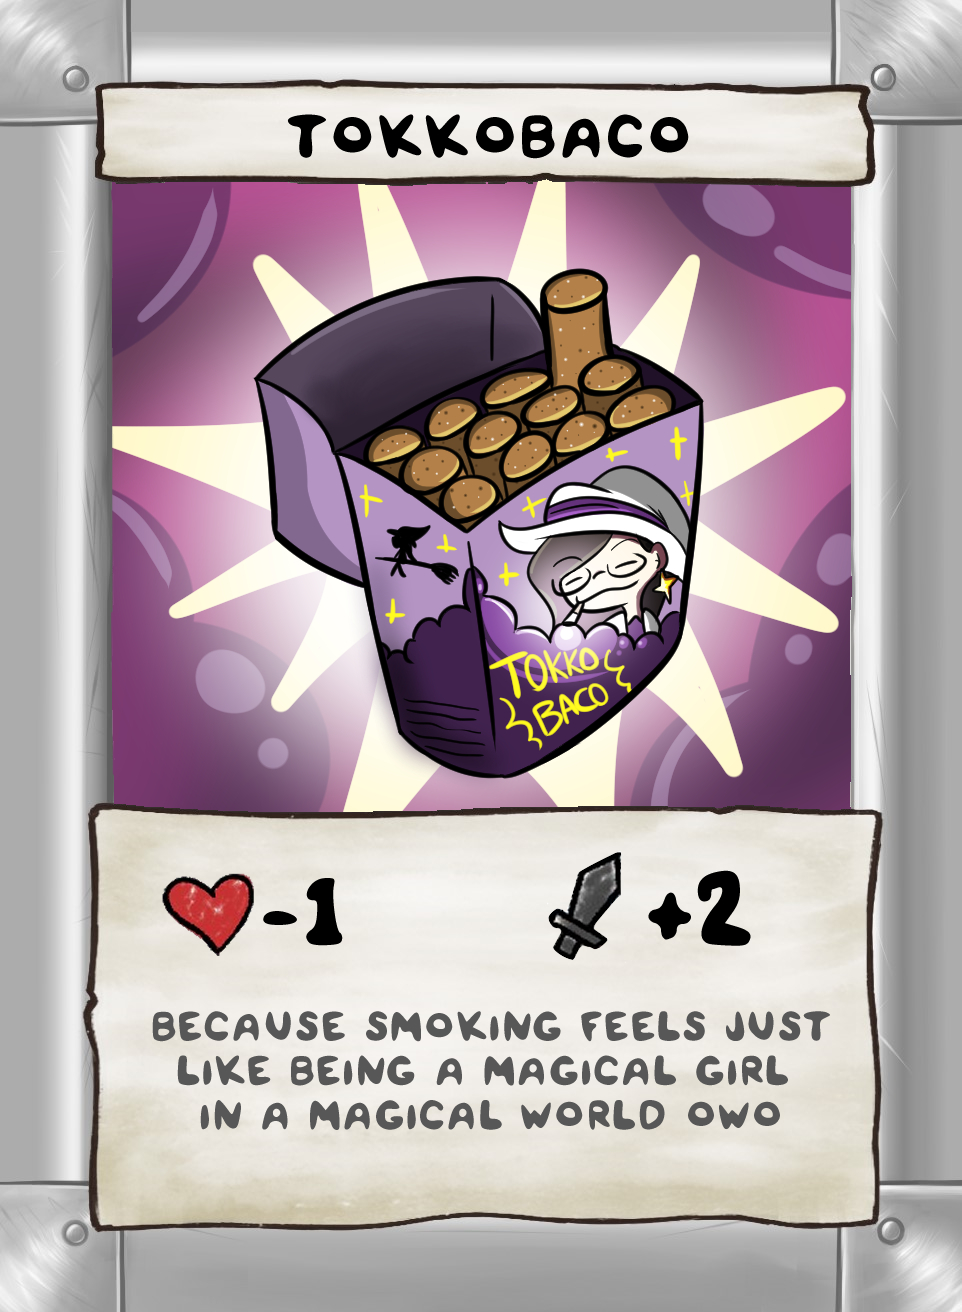 TOKKOBACO
TOKKO
BACO
-1
+2
BECAUSE SMOKING FEELS JUST
LIKE BEING A MAGICAL GIRL
IN A MAGICAL WORLD OWO